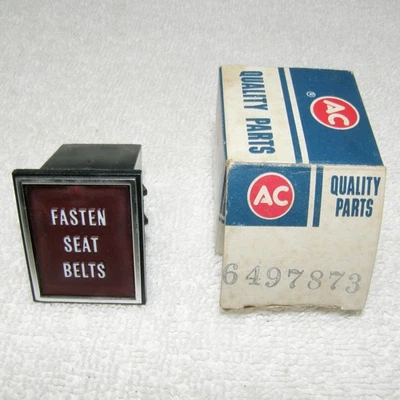 FASTEN
SEAT
BELTS
QUALITY PARTS
AC
®
AC
QUALITY
PARTS
6497873